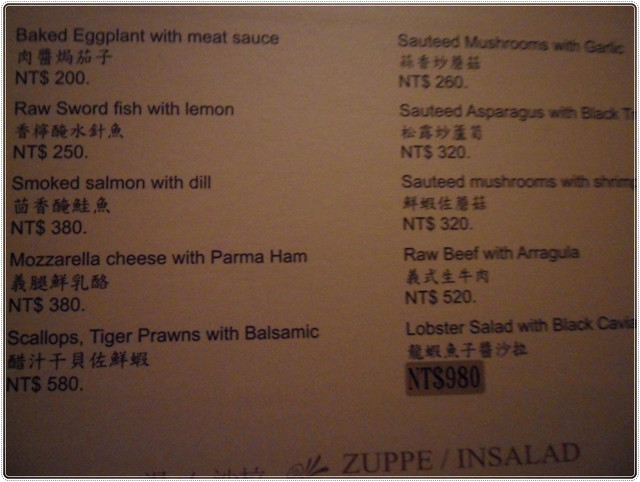 Baked Eggplant with meat sauce
肉醬焗茄子
NT$ 200.
Raw Sword fish with lemon
香檸醃水針魚
NT$ 250.
Smoked salmon with dill
茴香醃鮭魚
NT$ 380.
Mozzarella cheese with Parma Ham
義腿鮮乳酪
NT$ 380.
Scallops, Tiger Prawns with Balsamic
醋汁干貝佐鮮蝦
NT$ 580.
Sauteed Mushrooms with Garlic
蒜香炒蘑菇
NT$ 260.
Sauteed Asparagus with Black
松露炒蘆筍
NT$ 320.
Sauteed mushrooms with shrimp
鮮蝦佐蘑菇
NT$ 320.
Raw Beef with Arragula
義式生牛肉
NT$ 520.
Lobster Salad with Black
龍蝦魚子醬沙拉
NT$980
ZUPPE / INSALAD